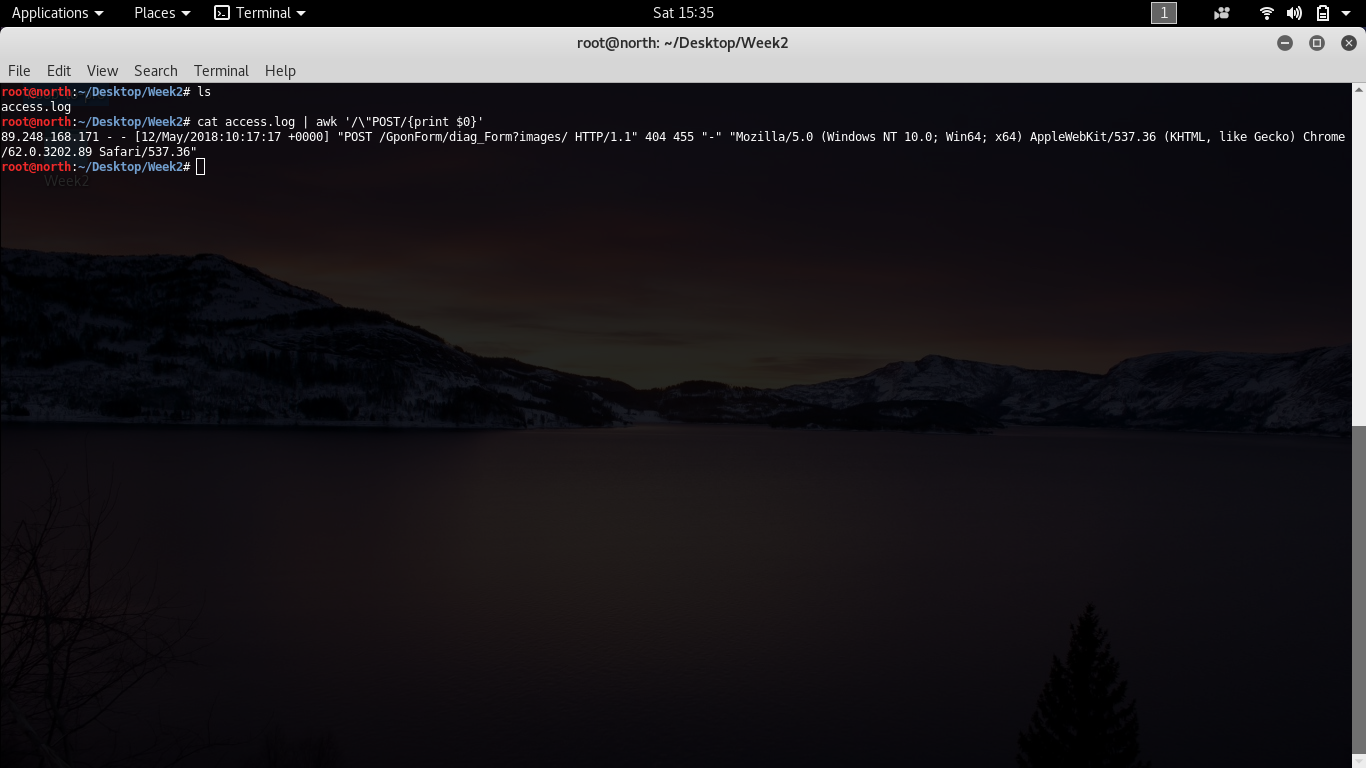 Applications Places Terminal Sat 15:35 1
root@north: ~/Desktop/Week2
File Edit View Search Terminal Help
root@north:~/Desktop/Week2# ls
access.log
root@north:~/Desktop/Week2# cat access.log | awk '/\"POST/{print $0}'
89.248.168.171 - - [12/May/2018:10:17:17 +0000] "POST /GponForm/diag_Form?images/ HTTP/1.1" 404 455 "-" "Mozilla/5.0 (Windows NT 10.0; Win64; x64) AppleWebKit/537.36 (KHTML, like Gecko) Chrome
/62.0.3202.89 Safari/537.36"
root@north:~/Desktop/Week2#
Week2